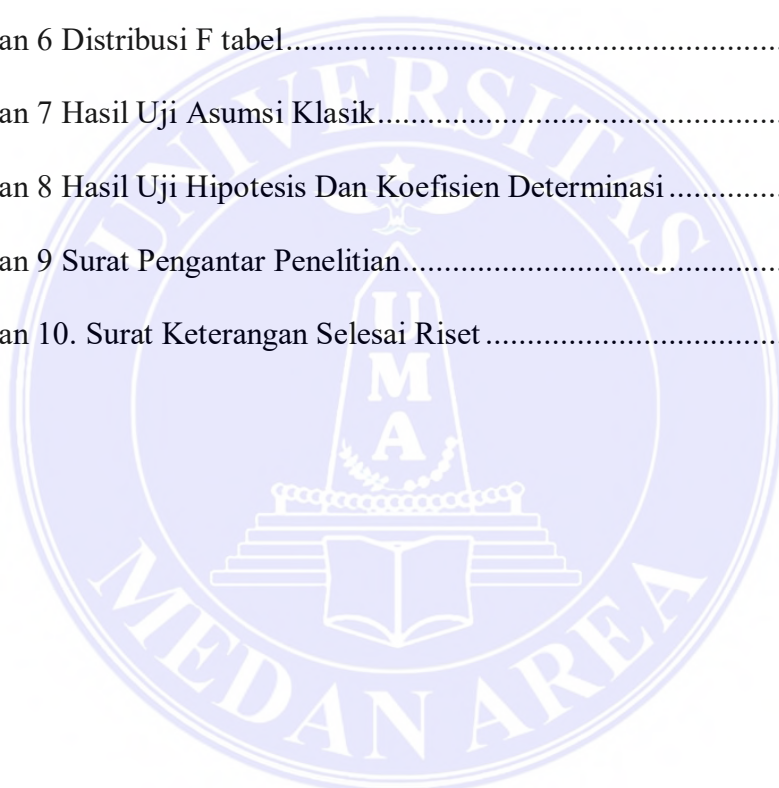 an 6 Distribusi F tabel................................................................
an 7 Hasil Uji Asumsi Klasik.....................................................
an 8 Hasil Uji Hipotesis Dan Koefisien Determinasi..............
an 9 Surat Pengantar Penelitian..................................................
an 10. Surat Keterangan Selesai Riset.......................................
UNIVERSITAS
UMA
MEDAN AREA